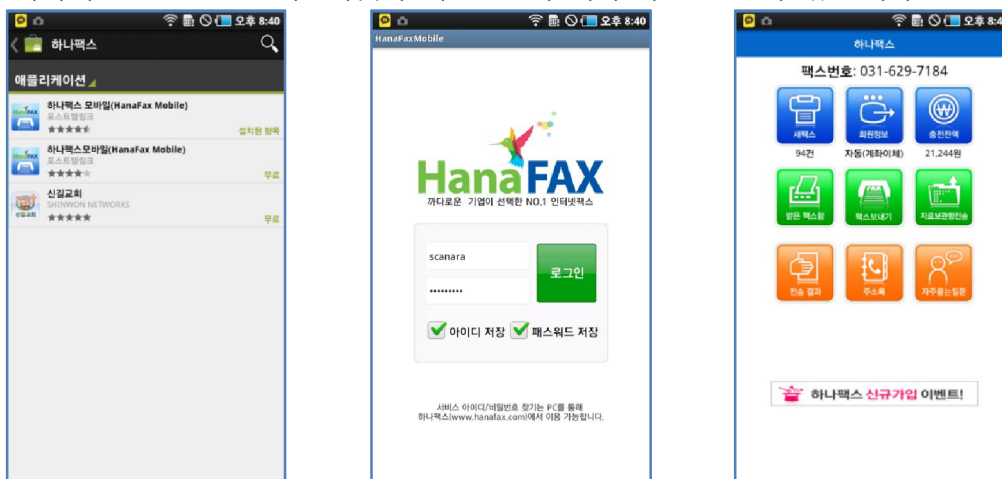 오후 8:40
하나팩스
애플리케이션
하나팩스 모바일(HanaFax Mobile)
포스트텔링크
설치된 항목
하나팩스모바일(HanaFax Mobile)
포스트텔링크
무료
신길교회
SHINWON NETWORKS
무료
오후 8:40
HanaFaxMobile
HanaFAX
까다로운 기업이 선택한 NO.1 인터넷팩스
scanara
•••••••••
로그인
아이디 저장
패스워드 저장
서비스 아이디/비밀번호 찾기는 PC를 통해
하나팩스(www.hanafax.com)에서 이용 가능합니다.
오후 8:4
하나팩스
팩스번호: 031-629-7184
새팩스
회원정보
충전잔액
94건
자동(계좌이체)
21,244원
받은 팩스함
팩스보내기
자료보관함전송
전송 결과
주소록
자주묻는질문
하나팩스 신규가입 이벤트!